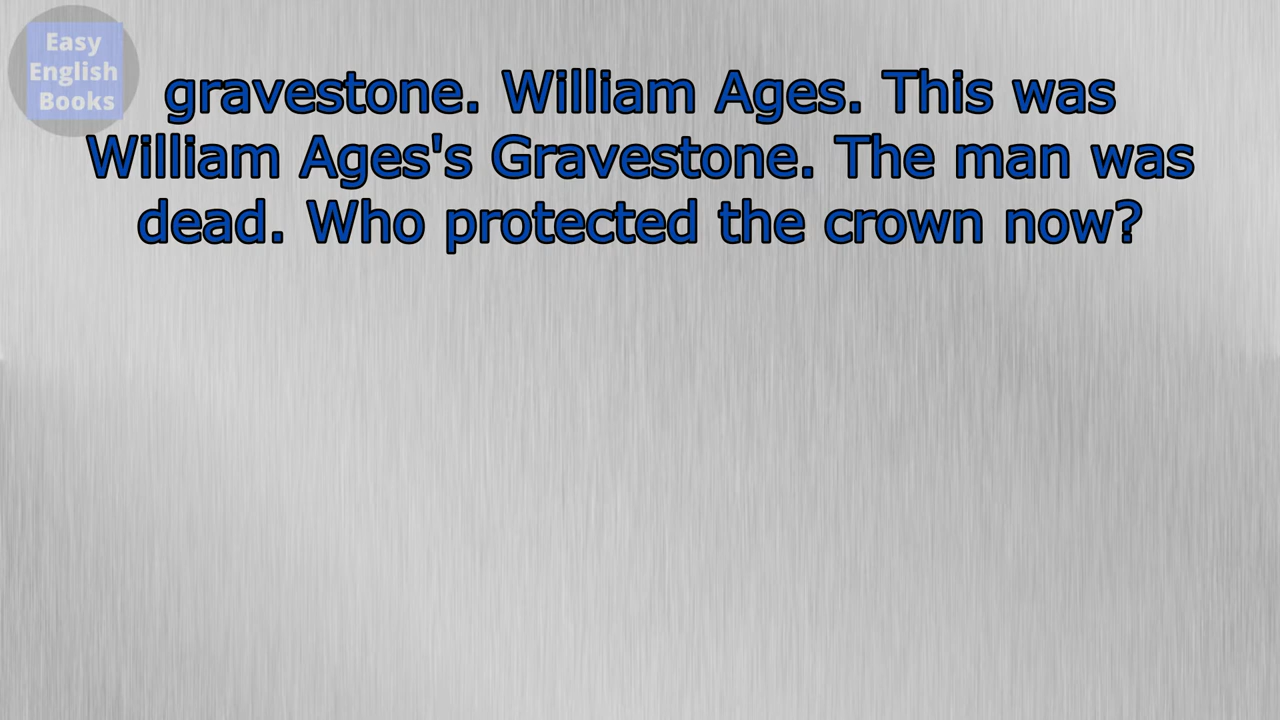 Easy
English
Books
gravestone. William Ages. This was
William Ages's Gravestone. The man was
dead. Who protected the crown now?